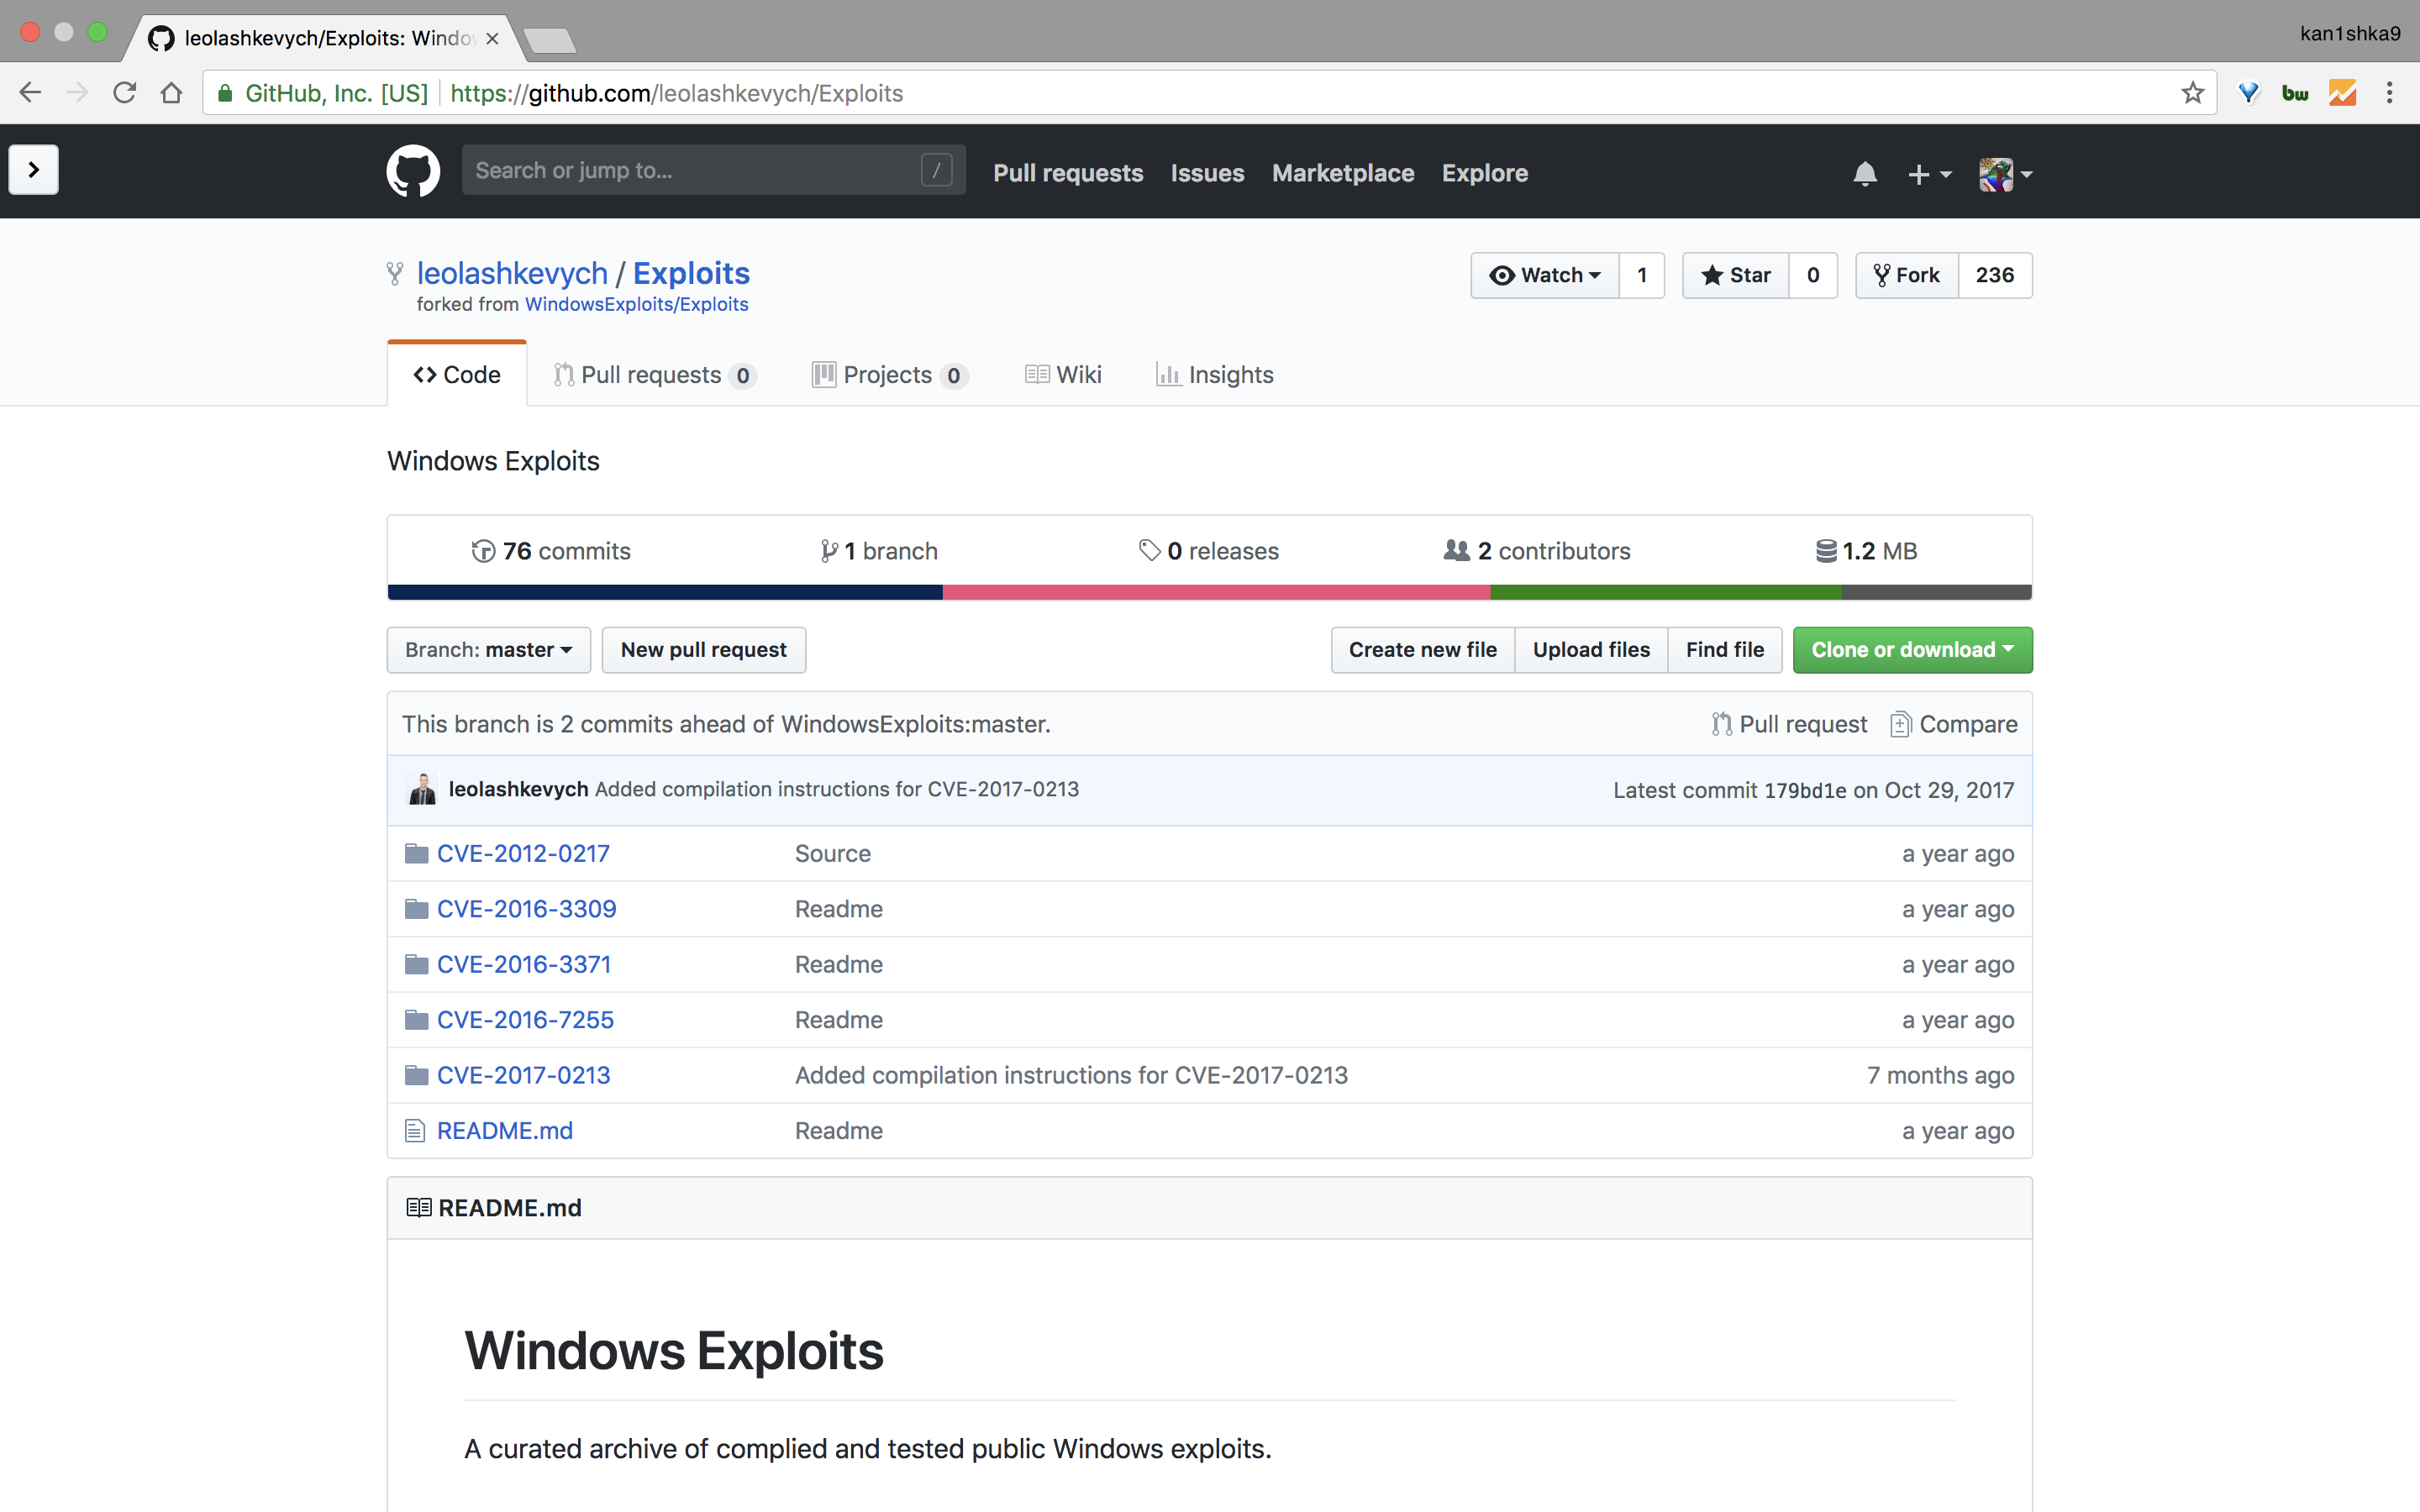 leolashkevych/Exploits: Windo
kan1shka9
GitHub, Inc. [US] https://github.com/leolashkevych/Exploits
bw
Search or jump to... / Pull requests Issues Marketplace Explore
leolashkevych / Exploits
forked from WindowsExploits/Exploits
Watch 1 Star 0 Fork 236
Code Pull requests 0 Projects 0 Wiki Insights
Windows Exploits
76 commits 1 branch 0 releases 2 contributors 1.2 MB
Branch: master New pull request Create new file Upload files Find file Clone or download
This branch is 2 commits ahead of WindowsExploits:master. Pull request Compare
leolashkevych Added compilation instructions for CVE-2017-0213 Latest commit 179bd1e on Oct 29, 2017
CVE-2012-0217 Source a year ago
CVE-2016-3309 Readme a year ago
CVE-2016-3371 Readme a year ago
CVE-2016-7255 Readme a year ago
CVE-2017-0213 Added compilation instructions for CVE-2017-0213 7 months ago
README.md Readme a year ago
README.md
Windows Exploits
A curated archive of complied and tested public Windows exploits.